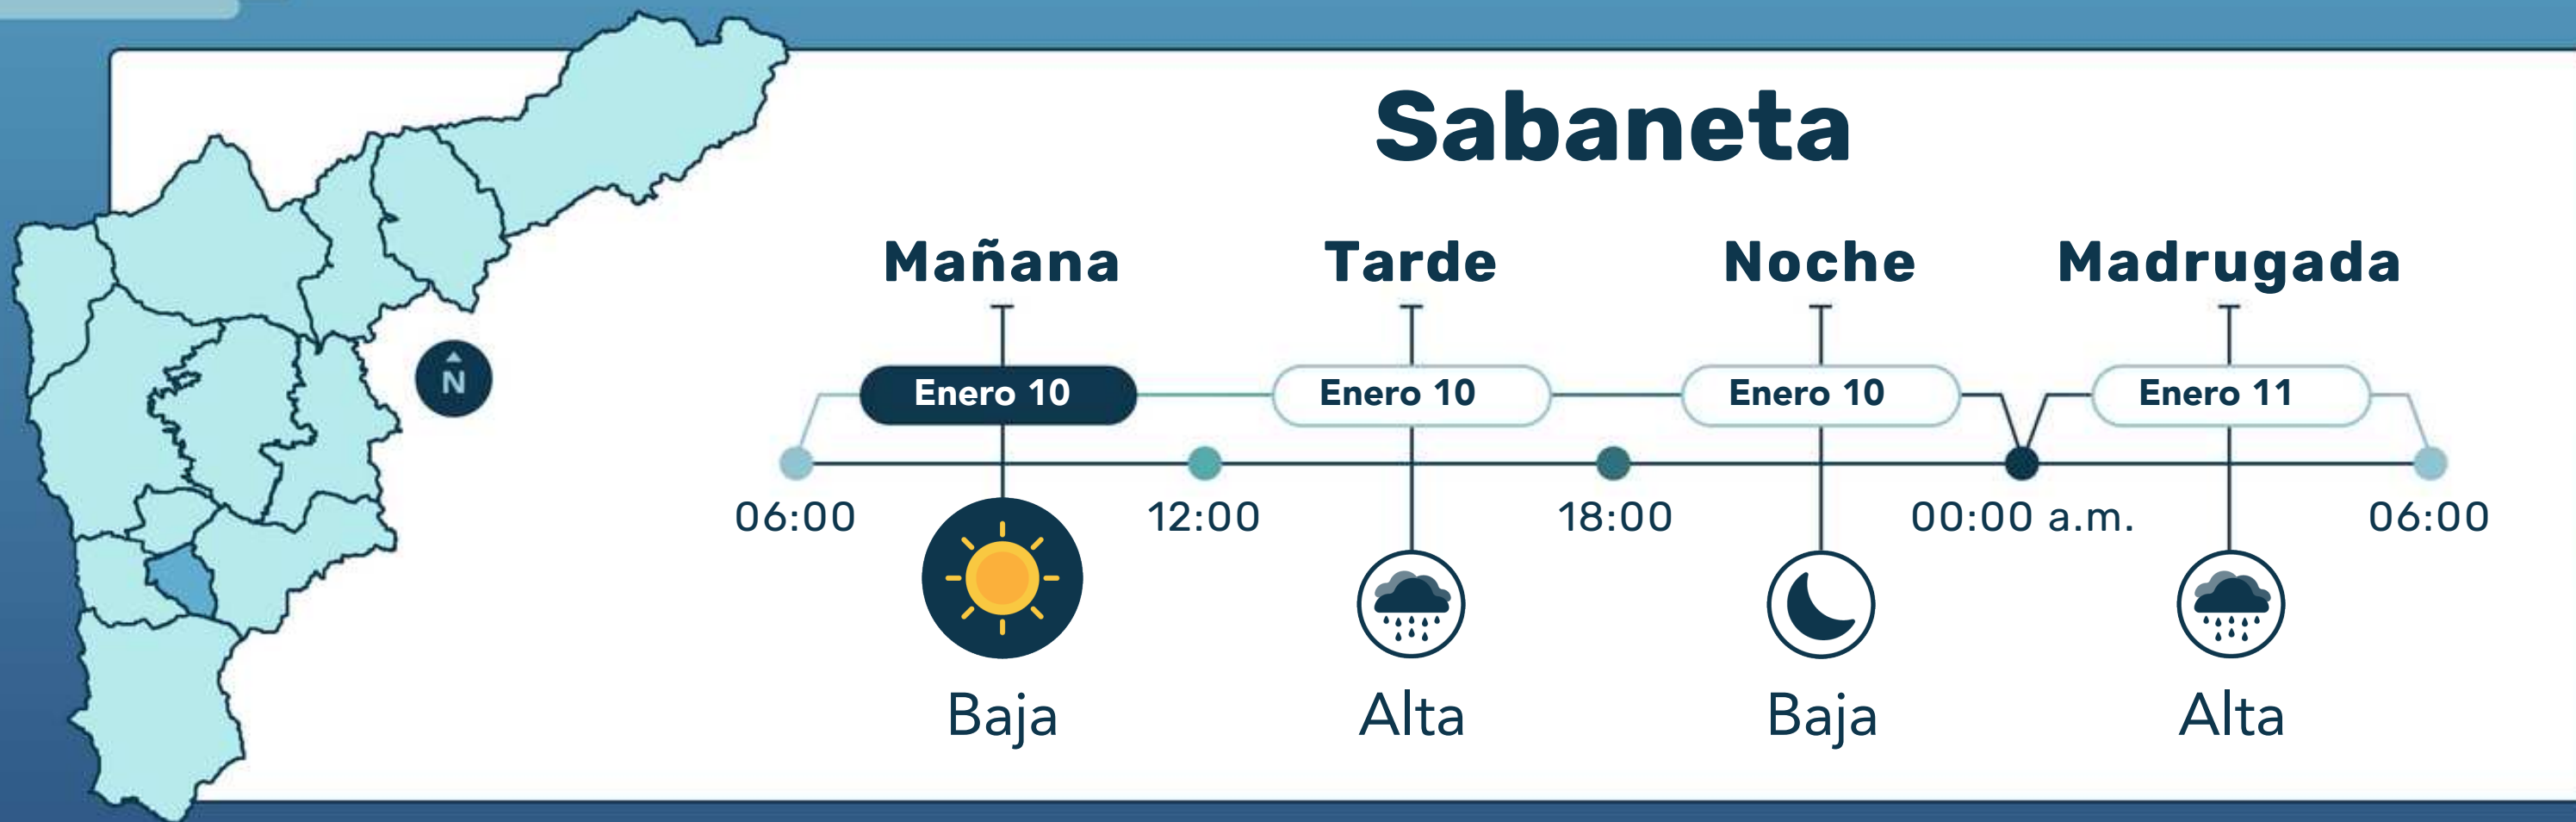 Sabaneta
Mañana Tarde Noche Madrugada
Enero 10 Enero 10 Enero 10 Enero 11
N
06:00 12:00 18:00 00:00 a.m. 06:00
Baja Alta Baja Alta